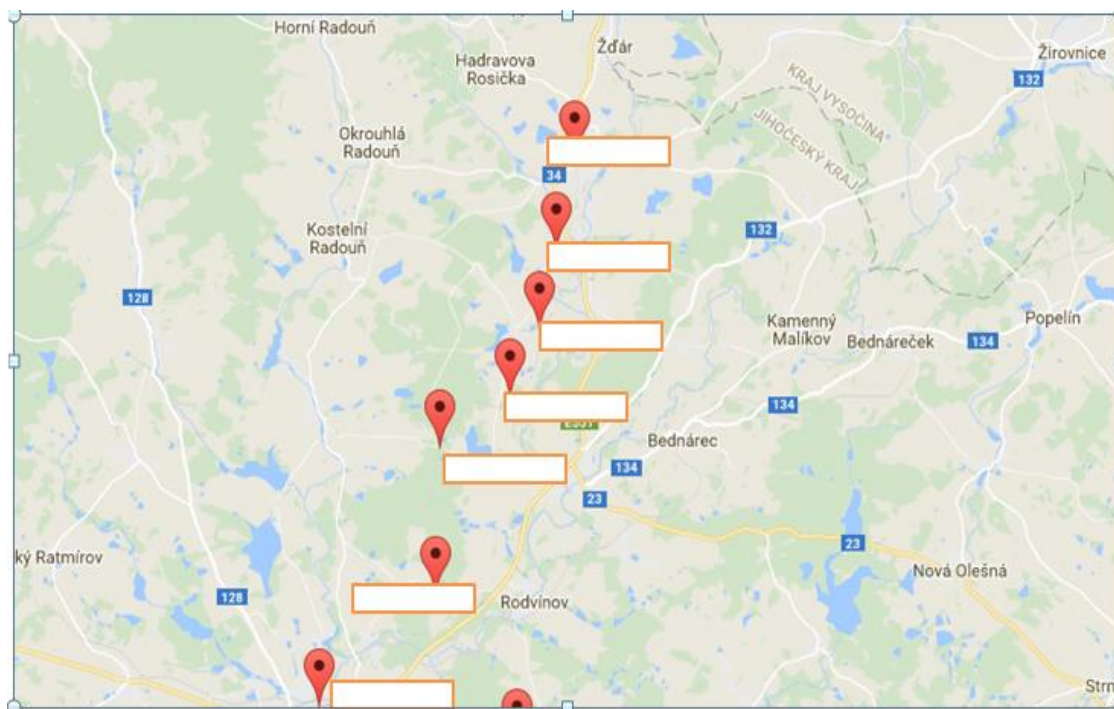 Horní Radouň
Žďár
Hadravova
Rosička
Žirovnice
132
KRAJ VYSOČINA
JIHOČESKÝ KRAJ
Okrouhlá
Radouň
34
Kostelní
Radouň
132
128
Kamenný
Malíkov
Popelín
Bednáreček
134
134
Bednárec
134
23
23
ký Ratmírov
Nová Olešná
128
Rodvínov
Strm